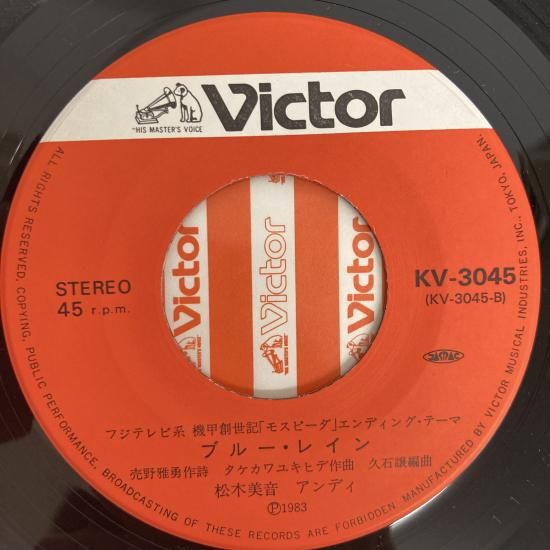 Victor
"HIS MASTER'S VOICE"
STEREO
45 r.p.m.
KV-3045
(KV-3045-B)
JASRAC
Victor
Victor
Victor
"HIS MASTER'S VOICE"
フジテレビ系 機甲創世記「モスピーダ」エンディング・テーマ
ブルー・レイン
売野雅勇作詩 タケカワユキヒデ作曲 久石譲編曲
松木美音 アンディ
Ⓟ1983
ALL RIGHTS RESERVED. COPYING, PUBLIC PERFORMANCE, BROADCASTING OF THESE RECORDS ARE FORBIDDEN MANUFACTURED BY VICTOR MUSICAL INDUSTRIES, INC., TOKYO, JAPAN.